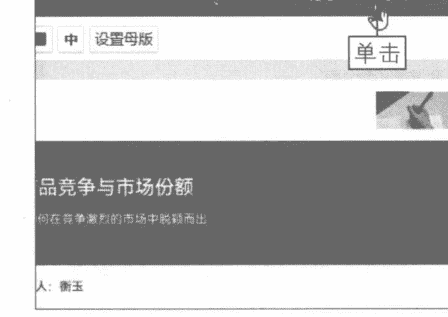 单击
中 设置母版
品竞争与市场份额
何在竞争激烈的市场中脱颖而出
人：衡玉